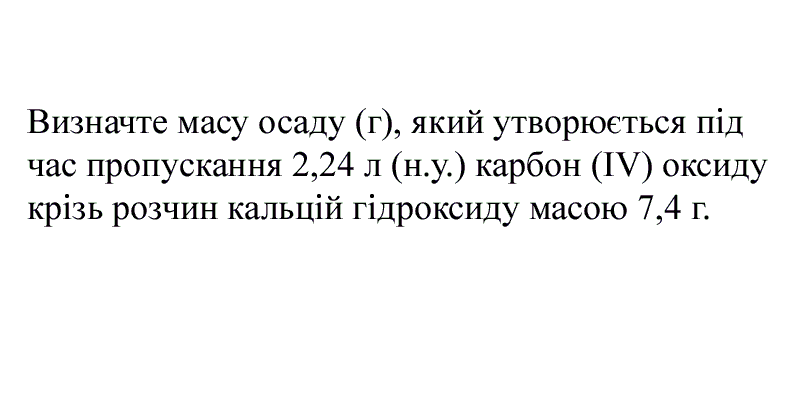 Визначте масу осаду (г), який утворюється під
час пропускання 2,24 л (н.у.) карбон (IV) оксиду
крізь розчин кальцій гідроксиду масою 7,4 г.